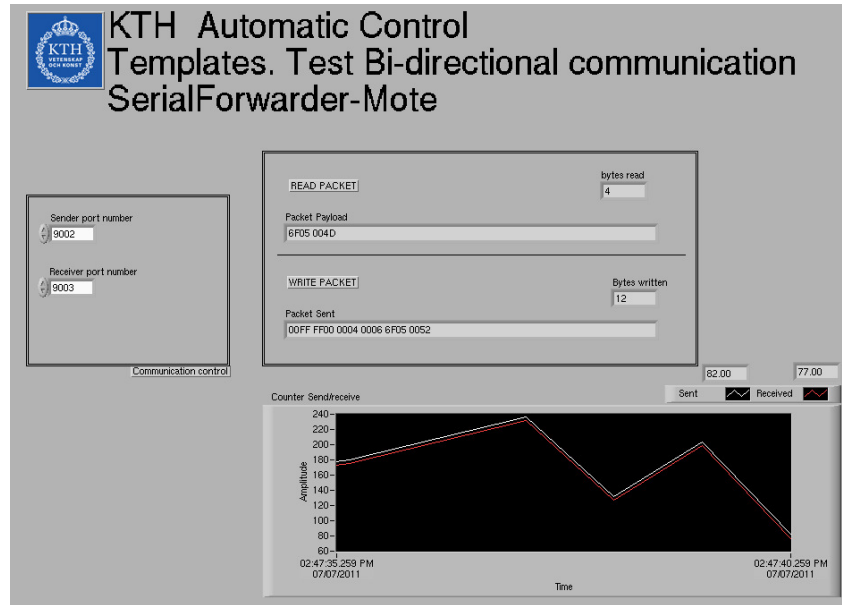 KTH Automatic Control
Templates. Test Bi-directional communication
SerialForwarder-Mote
KTH
VETENSKAP
OCH KONST
Sender port number
9002
Receiver port number
9003
Communication control
READ PACKET
bytes read
4
Packet Payload
6F05 004D
WRITE PACKET
Bytes written
12
Packet Sent
00FF FF00 0004 0006 6F05 0052
82.00
77.00
Counter Send/receive
Sent
Received
240
220
200
180
160
140
120
100
80
60
Amplitude
02:47:35.259 PM
07/07/2011
02:47:40.259 PM
07/07/2011
Time